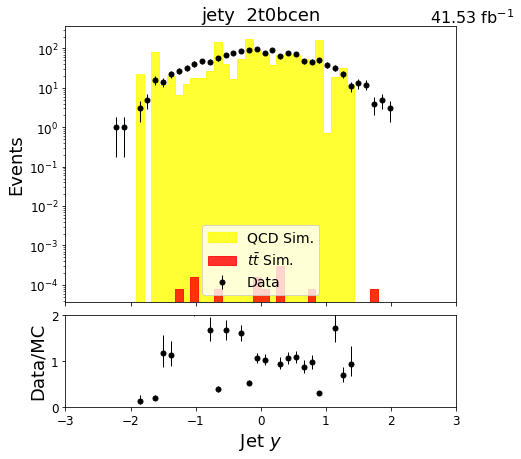 jety 2t0bcen
41.53 fb⁻¹
Events
10²
10¹
10⁰
10⁻¹
10⁻²
10⁻³
10⁻⁴
QCD Sim.
tt̄ Sim.
Data
Data/MC
2
1
0
−3 −2 −1 0 1 2 3
Jet y